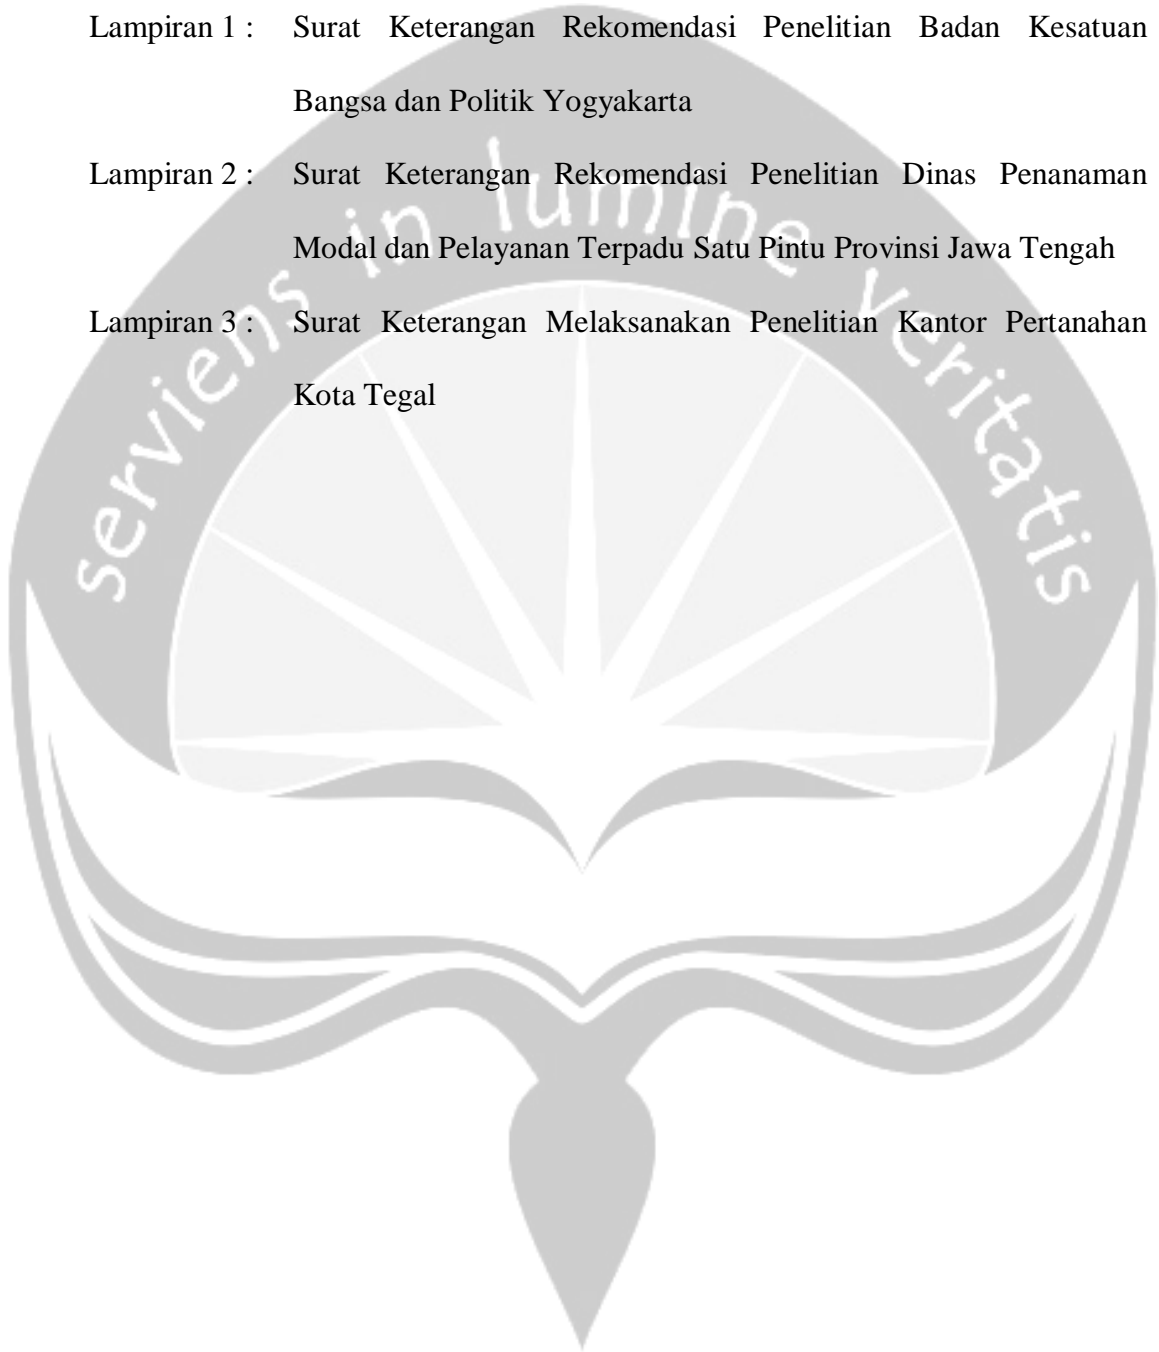 Lampiran 1 : Surat Keterangan Rekomendasi Penelitian Badan Kesatuan
Bangsa dan Politik Yogyakarta
Lampiran 2 : Surat Keterangan Rekomendasi Penelitian Dinas Penanaman
Modal dan Pelayanan Terpadu Satu Pintu Provinsi Jawa Tengah
Lampiran 3 : Surat Keterangan Melaksanakan Penelitian Kantor Pertanahan
Kota Tegal
serviens in lumine veritatis